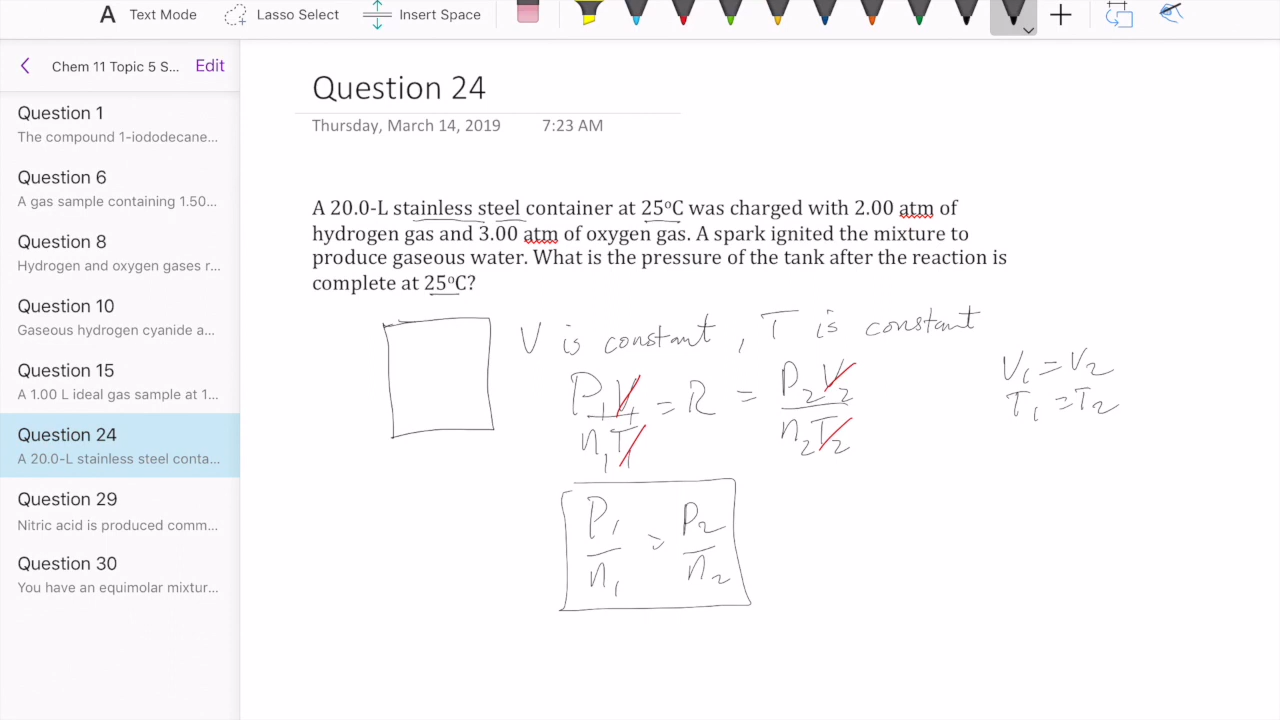 A Text Mode Lasso Select Insert Space
Chem 11 Topic 5 S... Edit
Question 1
The compound 1-iododecane...
Question 6
A gas sample containing 1.50...
Question 8
Hydrogen and oxygen gases r...
Question 10
Gaseous hydrogen cyanide a...
Question 15
A 1.00 L ideal gas sample at 1...
Question 24
A 20.0-L stainless steel conta...
Question 29
Nitric acid is produced comm...
Question 30
You have an equimolar mixtur...
Question 24
Thursday, March 14, 2019 7:23 AM
A 20.0-L stainless steel container at 25°C was charged with 2.00 atm of
hydrogen gas and 3.00 atm of oxygen gas. A spark ignited the mixture to
produce gaseous water. What is the pressure of the tank after the reaction is
complete at 25°C?
V is constant, T is constant
P₁V₁/n₁T₁ = R = P₂V₂/n₂T₂
V₁ = V₂
T₁ = T₂
P₁/n₁ = P₂/n₂